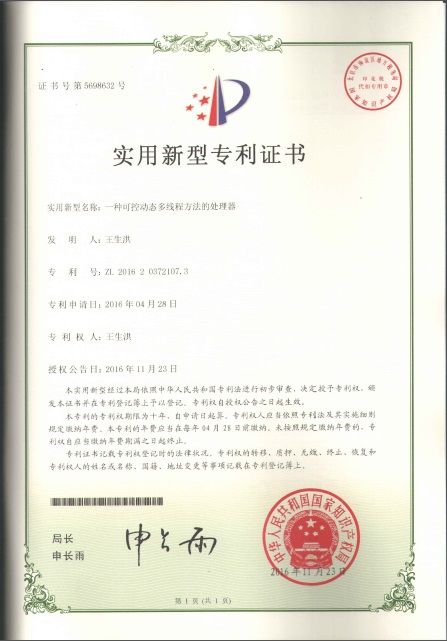 证书号第5698632号
印花税
代扣专用章
实用新型专利证书
实用新型名称：一种可控动态多线程方法的处理器
发明人：王生洪
专利号：ZL 2016 2 0372107.3
专利申请日：2016年04月28日
专利权人：王生洪
授权公告日：2016年11月23日
本实用新型经过本局依照中华人民共和国专利法进行初步审查，决定授予专利权，颁
发本证书并在专利登记簿上予以登记。专利权自授权公告之日起生效。
本专利的专利权期限为十年，自申请日起算。专利权人应当依照专利法及其实施细则
规定缴纳年费。本专利的年费应当在每年04月28日前缴纳。未按照规定缴纳年费的，专
利权自应当缴纳年费期满之日起终止。
专利证书记载专利权登记时的法律状况。专利权的转移、质押、无效、终止、恢复和
专利权人的姓名或名称、国籍、地址变更等事项记载在专利登记簿上。
局长
申长雨
申长雨
中华人民共和国国家知识产权局
2016年11月23日
第1页（共1页）